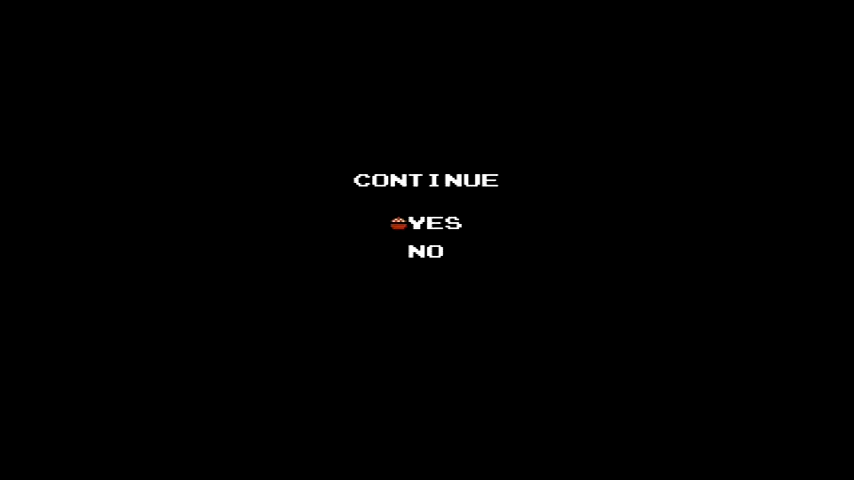 CONTINUE
YES
NO